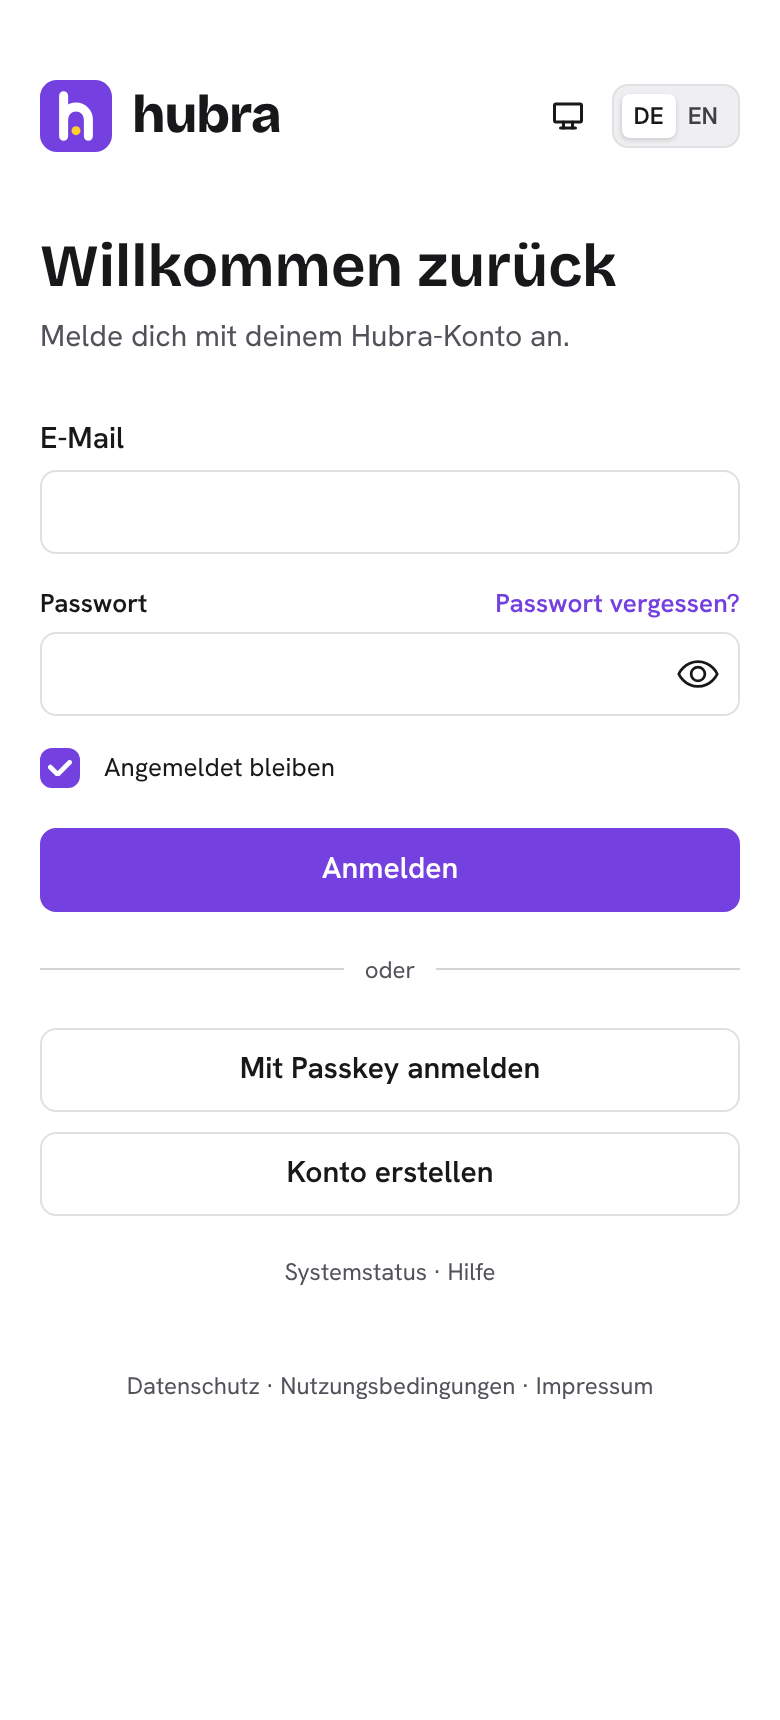 hubra
DE EN
Willkommen zurück
Melde dich mit deinem Hubra-Konto an.
E-Mail
Passwort Passwort vergessen?
Angemeldet bleiben
Anmelden
oder
Mit Passkey anmelden
Konto erstellen
Systemstatus · Hilfe
Datenschutz · Nutzungsbedingungen · Impressum